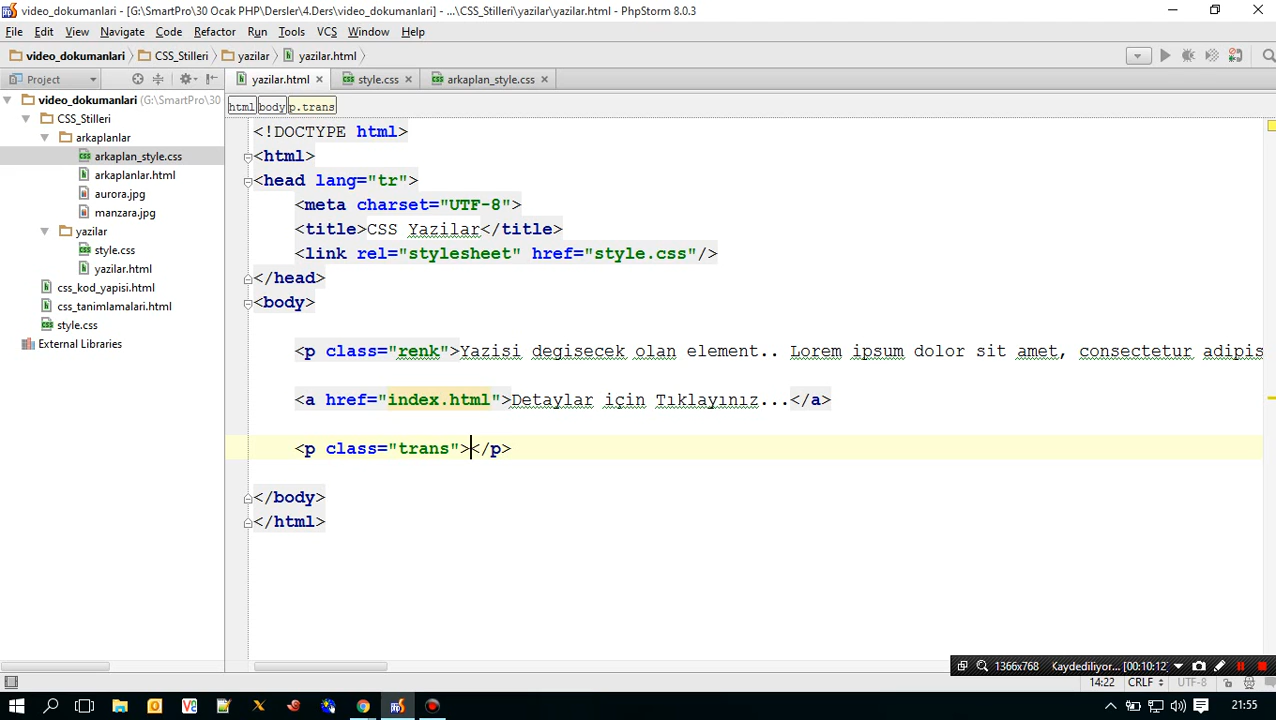 video_dokumanlari - [G:\SmartPro\30 Ocak PHP\Dersler\4.Ders\video_dokumanlari] - ...\CSS_Stilleri\yazilar\yazilar.html - PhpStorm 8.0.3
File Edit View Navigate Code Refactor Run Tools VCS Window Help
video_dokumanlari CSS_Stilleri yazilar yazilar.html
Project
yazilar.html style.css arkaplan_style.css
html body p.trans
video_dokumanlari (G:\SmartPro\30
CSS_Stilleri
arkaplanlar
arkaplan_style.css
arkaplanlar.html
aurora.jpg
manzara.jpg
yazilar
style.css
yazilar.html
css_kod_yapisi.html
css_tanimlamalari.html
style.css
External Libraries
<!DOCTYPE html>
<html>
<head lang="tr">
<meta charset="UTF-8">
<title>CSS Yazilar</title>
<link rel="stylesheet" href="style.css"/>
</head>
<body>
<p class="renk">Yazisi degisecek olan element.. Lorem ipsum dolor sit amet, consectetur adipis
<a href="index.html">Detaylar için Tıklayınız...</a>
<p class="trans"></p>
</body>
</html>
1366x768 Kaydediliyor... [00:10:12]
14:22 CRLF UTF-8
21:55